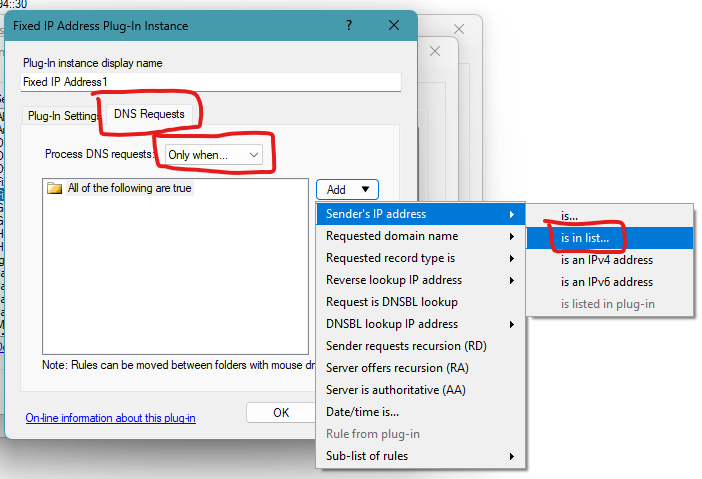 94::30
Fixed IP Address Plug-In Instance
Plug-In instance display name
Fixed IP Address1
Plug-In Settings
DNS Requests
Process DNS requests:
Only when...
All of the following are true
Add
Sender's IP address
is...
Requested domain name
is in list...
Requested record type is
is an IPv4 address
Reverse lookup IP address
is an IPv6 address
Request is DNSBL lookup
is listed in plug-in
DNSBL lookup IP address
Sender requests recursion (RD)
Note: Rules can be moved between folders with mouse
Server offers recursion (RA)
Server is authoritative (AA)
On-line information about this plug-in
OK
Date/time is...
Rule from plug-in
Sub-list of rules